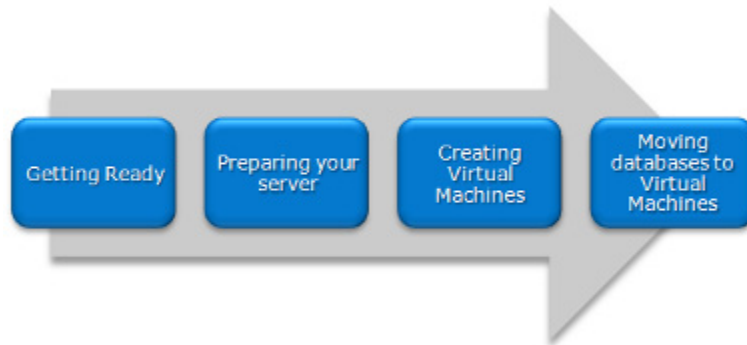 Getting Ready
Preparing your
server
Creating
Virtual
Machines
Moving
databases to
Virtual
Machines